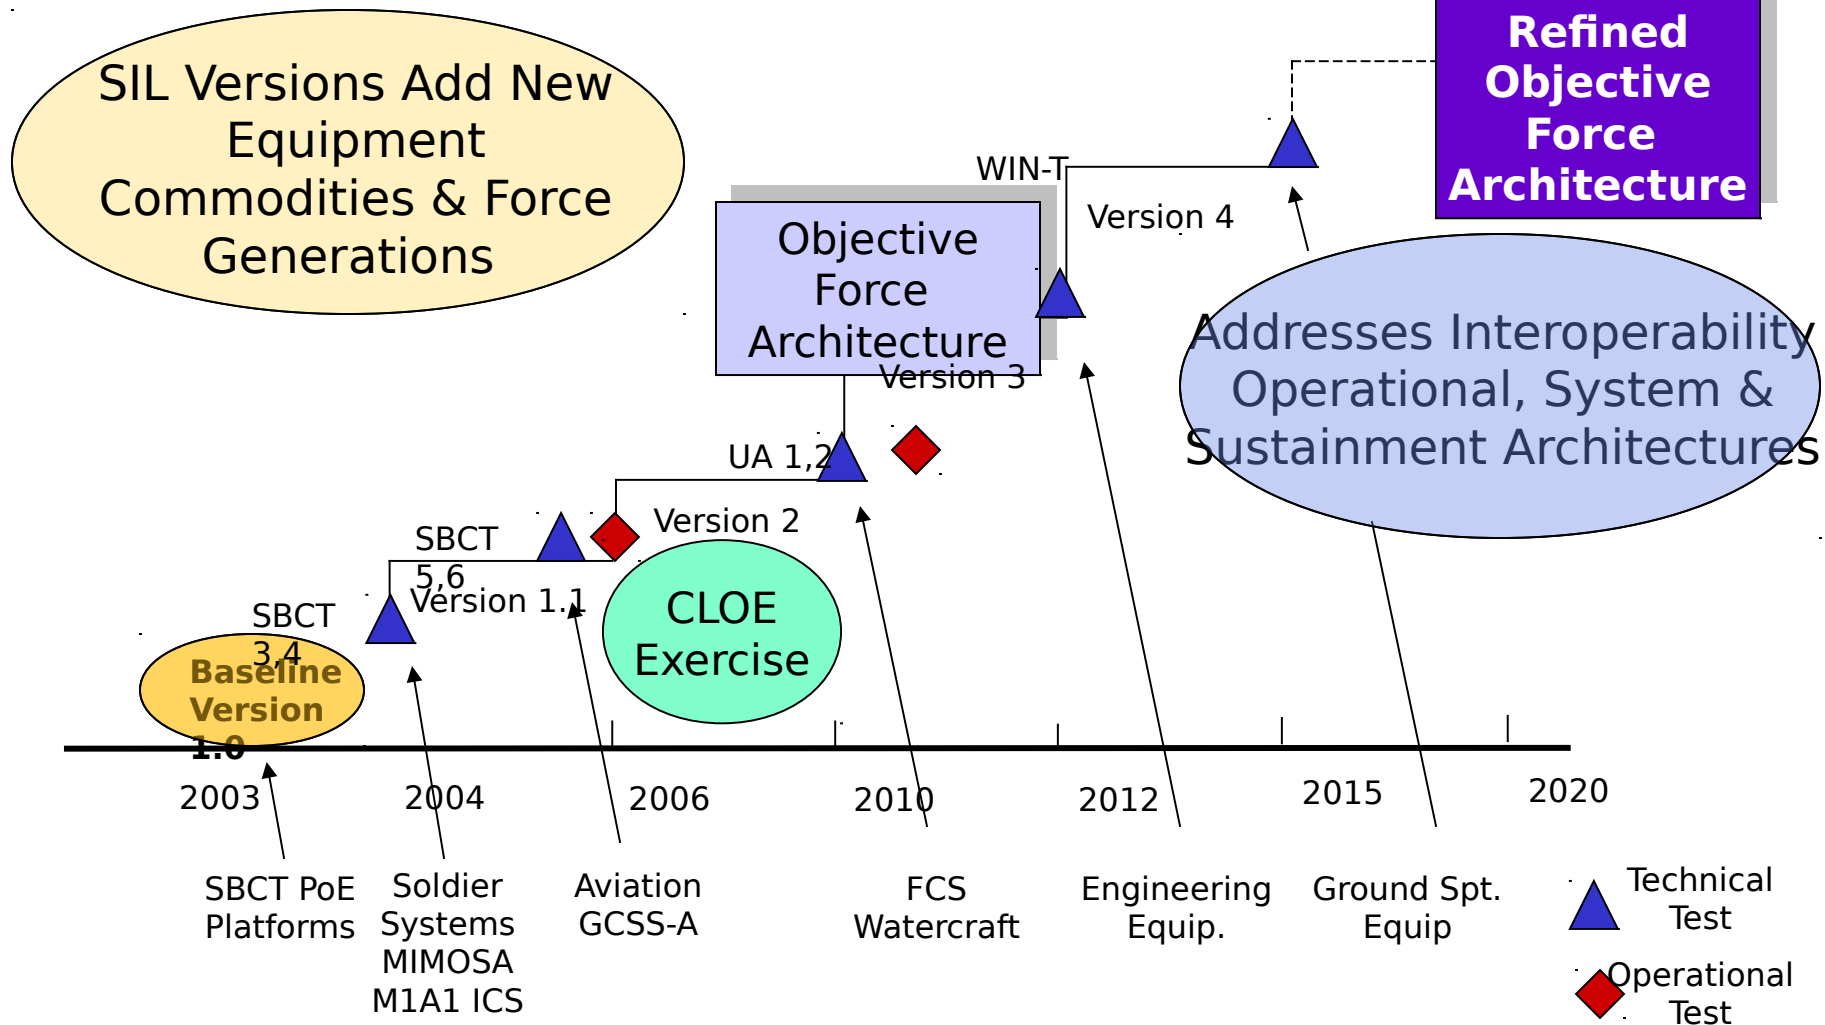 SIL Versions Add New
Equipment
Commodities & Force
Generations
Refined
Objective
Force
Architecture
WIN-T
Version 4
Objective
Force
Architecture
Version 3
Addresses Interoperability
Operational, System &
Sustainment Architectures
UA 1,2
Version 2
SBCT
5,6
Version 1.1
CLOE
Exercise
SBCT
3,4
Baseline
Version
1.0
2003
2004
2006
2010
2012
2015
2020
SBCT PoE
Platforms
Soldier
Systems
MIMOSA
M1A1 ICS
Aviation
GCSS-A
FCS
Watercraft
Engineering
Equip.
Ground Spt.
Equip
Technical
Test
Operational
Test